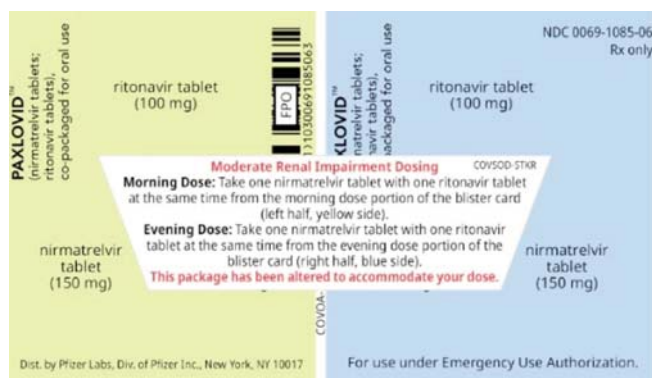 PAXLOVID™
(nirmatrelvir tablets;
ritonavir tablets),
co-packaged for oral use
ritonavir tablet
(100 mg)
FPO
)10300691085063
NDC 0069-1085-06
Rx only
ritonavir tablet
(100 mg)
XLOVID™
matrelvir tablets;
navir tablets),
packaged for oral use
Moderate Renal Impairment Dosing
COVSOD-STKR
Morning Dose: Take one nirmatrelvir tablet with one ritonavir tablet
at the same time from the morning dose portion of the blister card
(left half, yellow side).
Evening Dose: Take one nirmatrelvir tablet with one ritonavir
tablet at the same time from the evening dose portion of the
blister card (right half, blue side).
This package has been altered to accommodate your dose.
nirmatrelvir
tablet
(150 mg)
nirmatrelvir
tablet
(150 mg)
COVOA-
Dist. by Pfizer Labs, Div. of Pfizer Inc., New York, NY 10017
For use under Emergency Use Authorization.